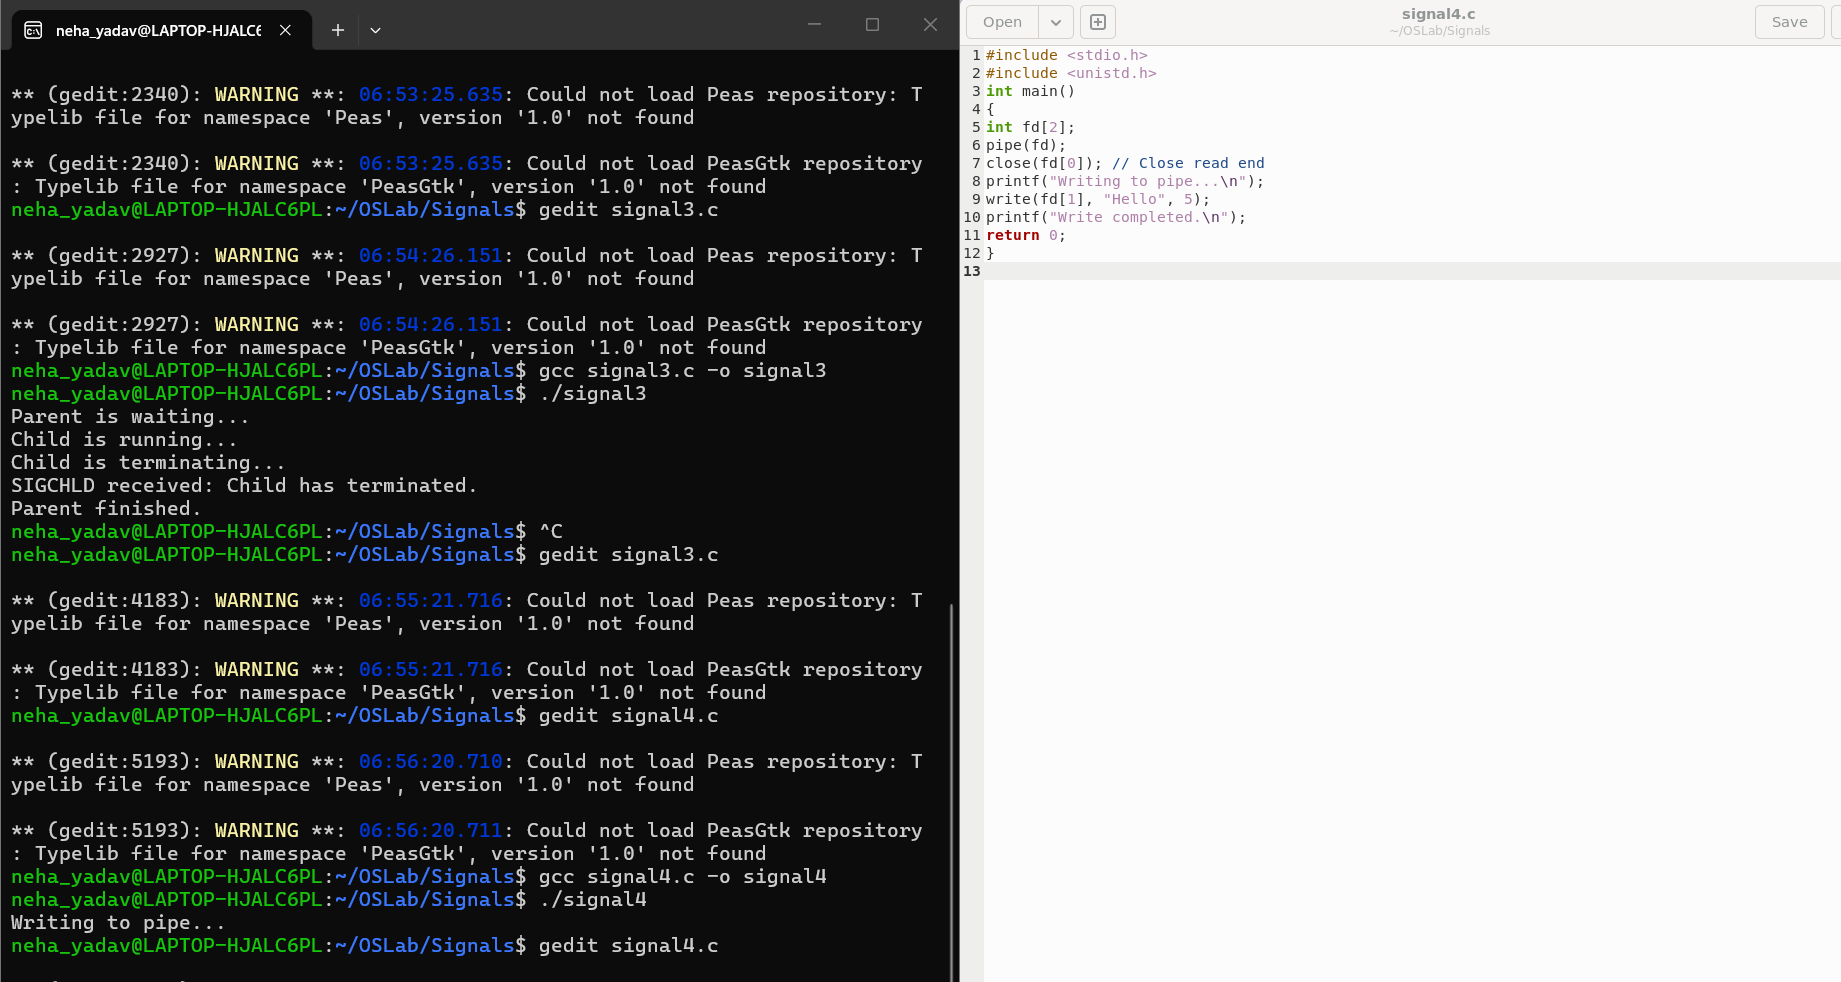 neha_yadav@LAPTOP-HJALC6
** (gedit:2340): WARNING **: 06:53:25.635: Could not load Peas repository: T
ypelib file for namespace 'Peas', version '1.0' not found
** (gedit:2340): WARNING **: 06:53:25.635: Could not load PeasGtk repository
: Typelib file for namespace 'PeasGtk', version '1.0' not found
neha_yadav@LAPTOP-HJALC6PL:~/OSLab/Signals$ gedit signal3.c
** (gedit:2927): WARNING **: 06:54:26.151: Could not load Peas repository: T
ypelib file for namespace 'Peas', version '1.0' not found
** (gedit:2927): WARNING **: 06:54:26.151: Could not load PeasGtk repository
: Typelib file for namespace 'PeasGtk', version '1.0' not found
neha_yadav@LAPTOP-HJALC6PL:~/OSLab/Signals$ gcc signal3.c -o signal3
neha_yadav@LAPTOP-HJALC6PL:~/OSLab/Signals$ ./signal3
Parent is waiting...
Child is running...
Child is terminating...
SIGCHLD received: Child has terminated.
Parent finished.
neha_yadav@LAPTOP-HJALC6PL:~/OSLab/Signals$ ^C
neha_yadav@LAPTOP-HJALC6PL:~/OSLab/Signals$ gedit signal3.c
** (gedit:4183): WARNING **: 06:55:21.716: Could not load Peas repository: T
ypelib file for namespace 'Peas', version '1.0' not found
** (gedit:4183): WARNING **: 06:55:21.716: Could not load PeasGtk repository
: Typelib file for namespace 'PeasGtk', version '1.0' not found
neha_yadav@LAPTOP-HJALC6PL:~/OSLab/Signals$ gedit signal4.c
** (gedit:5193): WARNING **: 06:56:20.710: Could not load Peas repository: T
ypelib file for namespace 'Peas', version '1.0' not found
** (gedit:5193): WARNING **: 06:56:20.711: Could not load PeasGtk repository
: Typelib file for namespace 'PeasGtk', version '1.0' not found
neha_yadav@LAPTOP-HJALC6PL:~/OSLab/Signals$ gcc signal4.c -o signal4
neha_yadav@LAPTOP-HJALC6PL:~/OSLab/Signals$ ./signal4
Writing to pipe...
neha_yadav@LAPTOP-HJALC6PL:~/OSLab/Signals$ gedit signal4.c
Open
signal4.c
~/OSLab/Signals
Save
1 #include <stdio.h>
2 #include <unistd.h>
3 int main()
4 {
5 int fd[2];
6 pipe(fd);
7 close(fd[0]); // Close read end
8 printf("Writing to pipe...\n");
9 write(fd[1], "Hello", 5);
10 printf("Write completed.\n");
11 return 0;
12 }
13